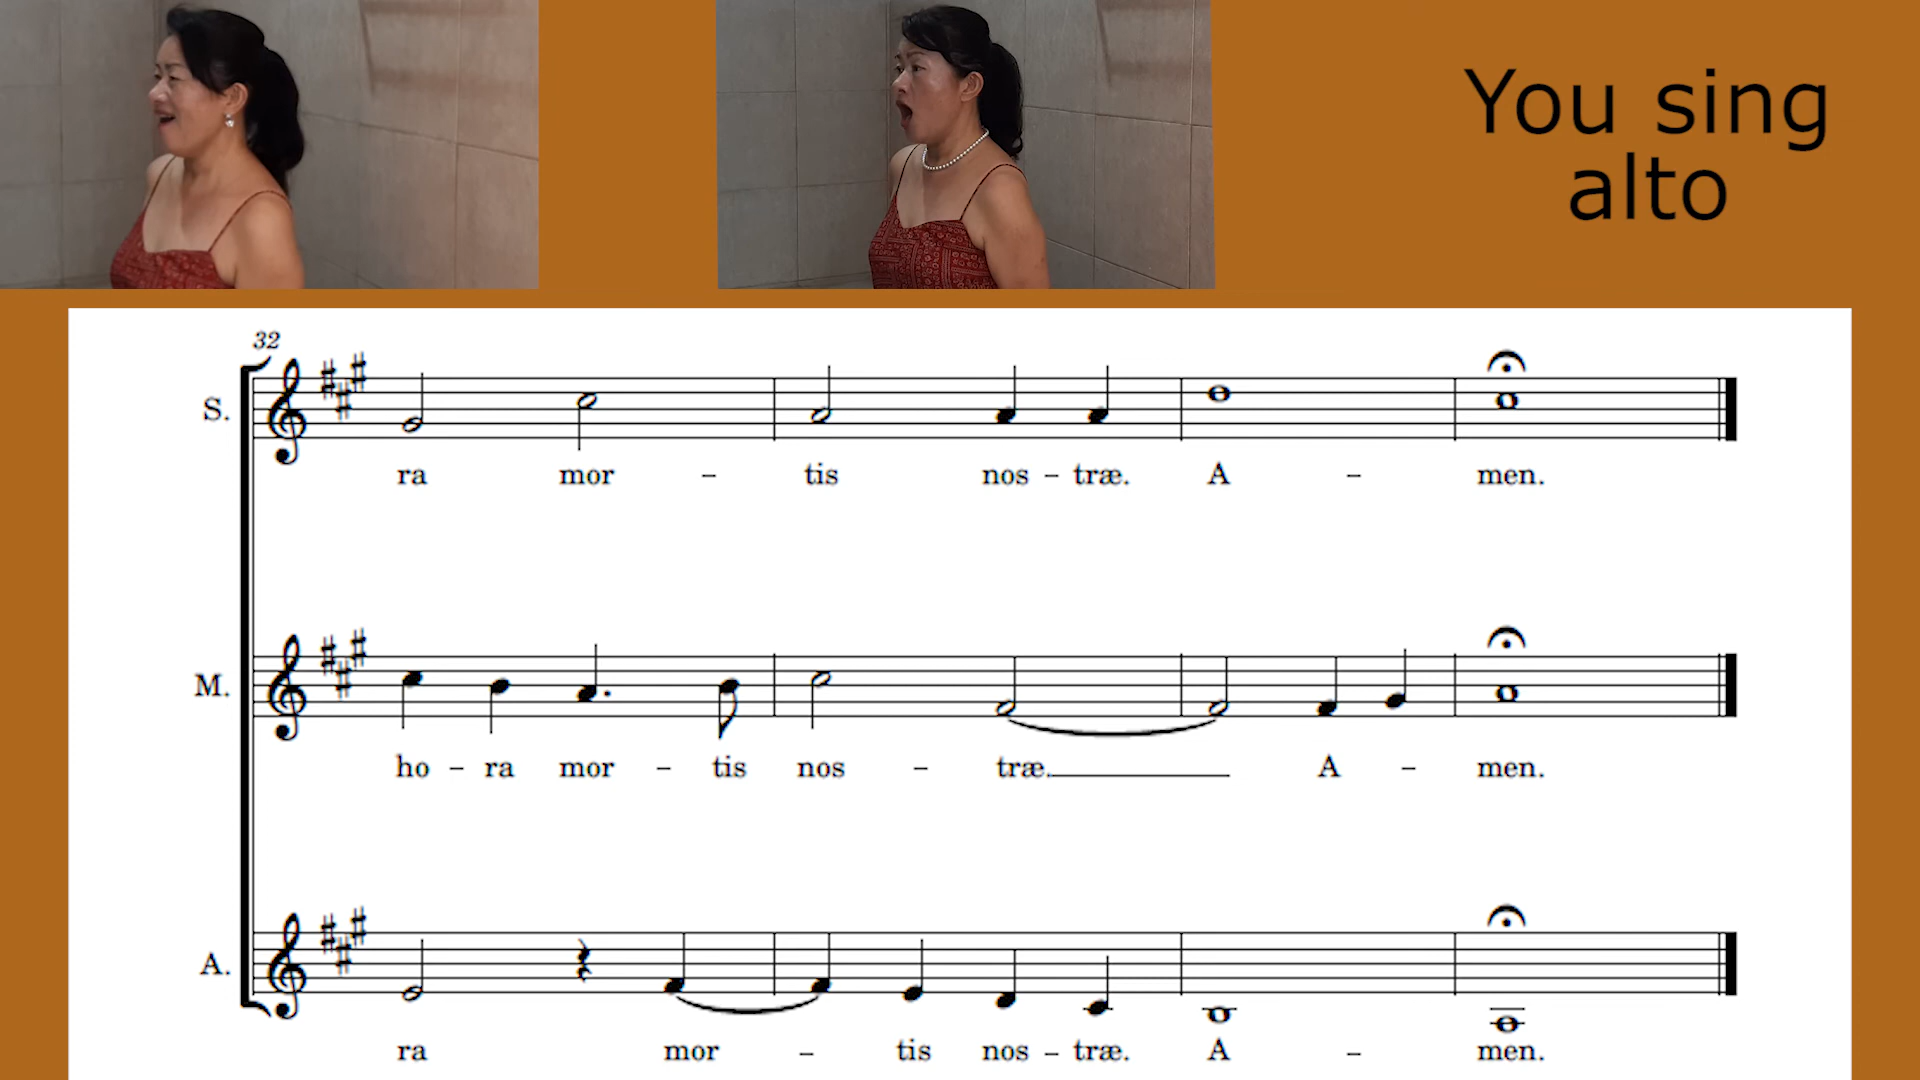 You sing
alto
32
S.
ra mor – tis nos – træ. A – men.
M.
ho – ra mor – tis nos – træ. A – men.
A.
ra mor – tis nos – træ. A – men.